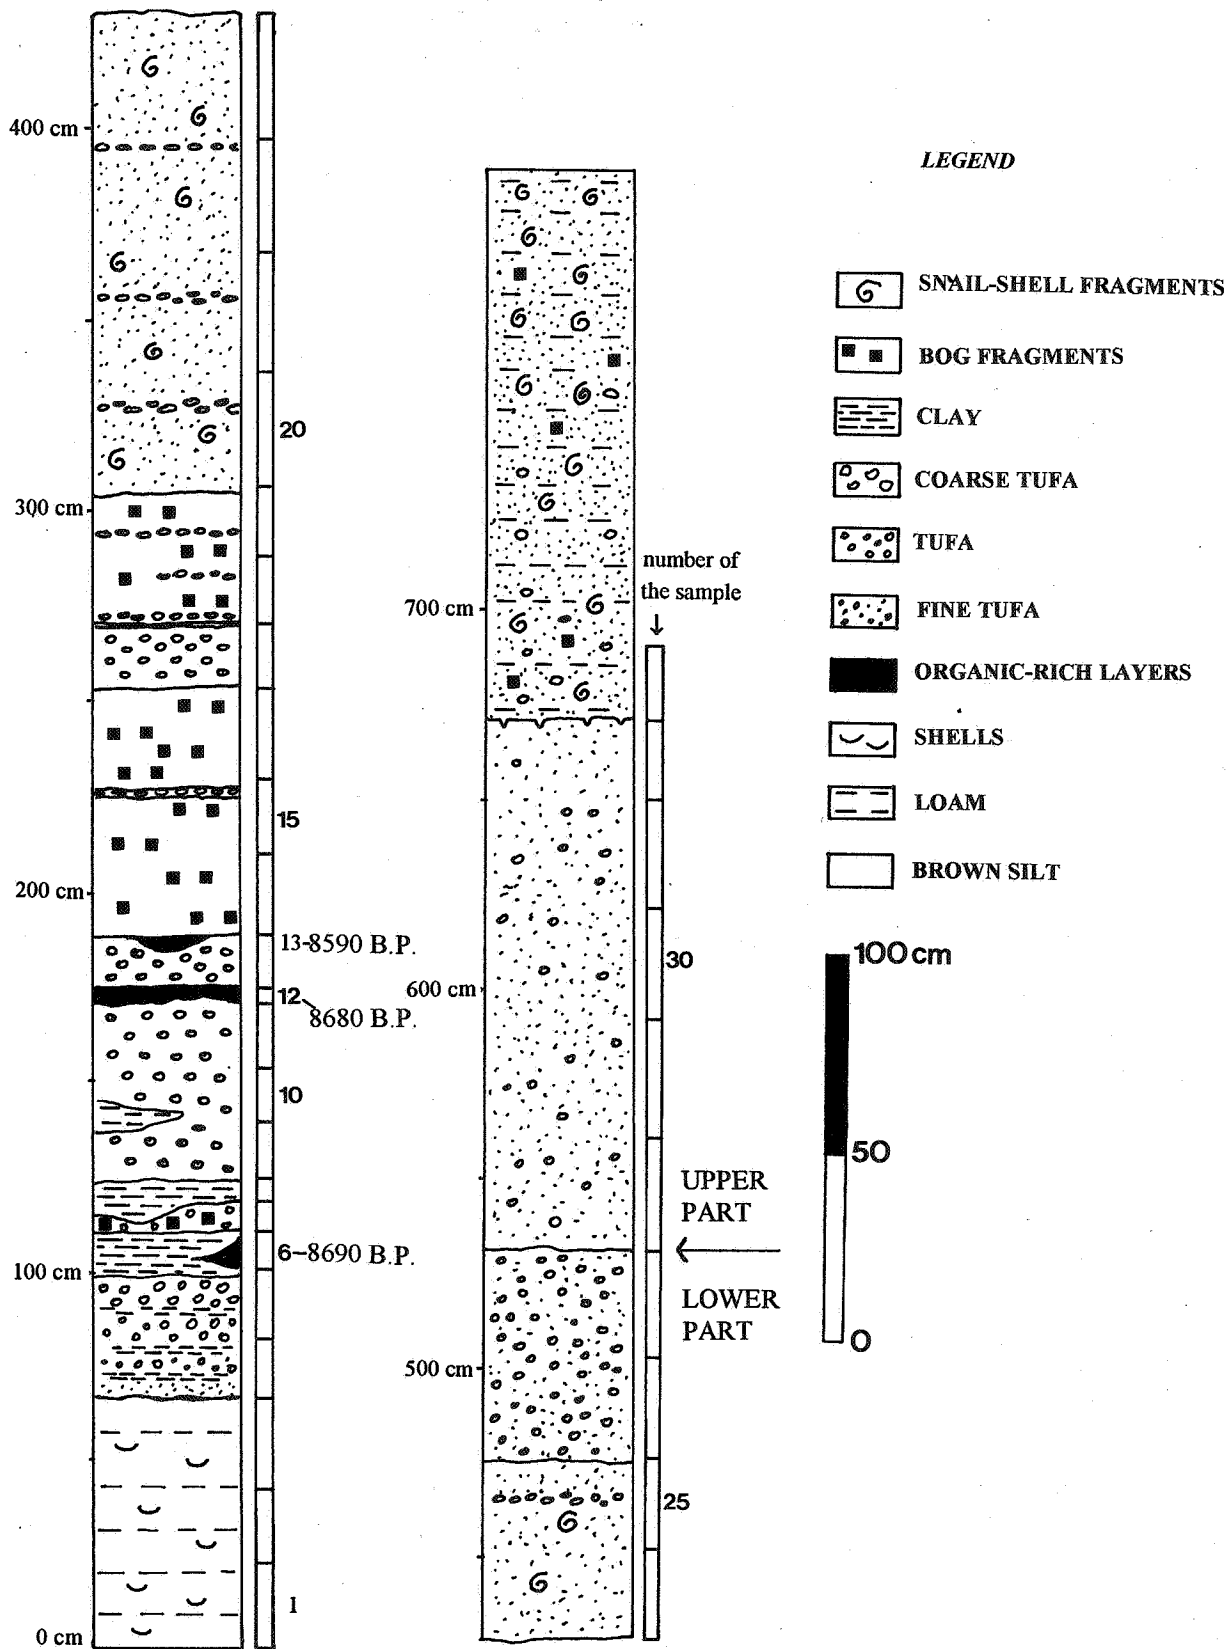 400 cm
300 cm
200 cm
100 cm
0 cm
20
15
13-8590 B.P.
12
8680 B.P.
10
6-8690 B.P.
1
700 cm
600 cm
500 cm
number of
the sample
30
25
UPPER
PART
LOWER
PART
LEGEND
SNAIL-SHELL FRAGMENTS
BOG FRAGMENTS
CLAY
COARSE TUFA
TUFA
FINE TUFA
ORGANIC-RICH LAYERS
SHELLS
LOAM
BROWN SILT
100 cm
50
0